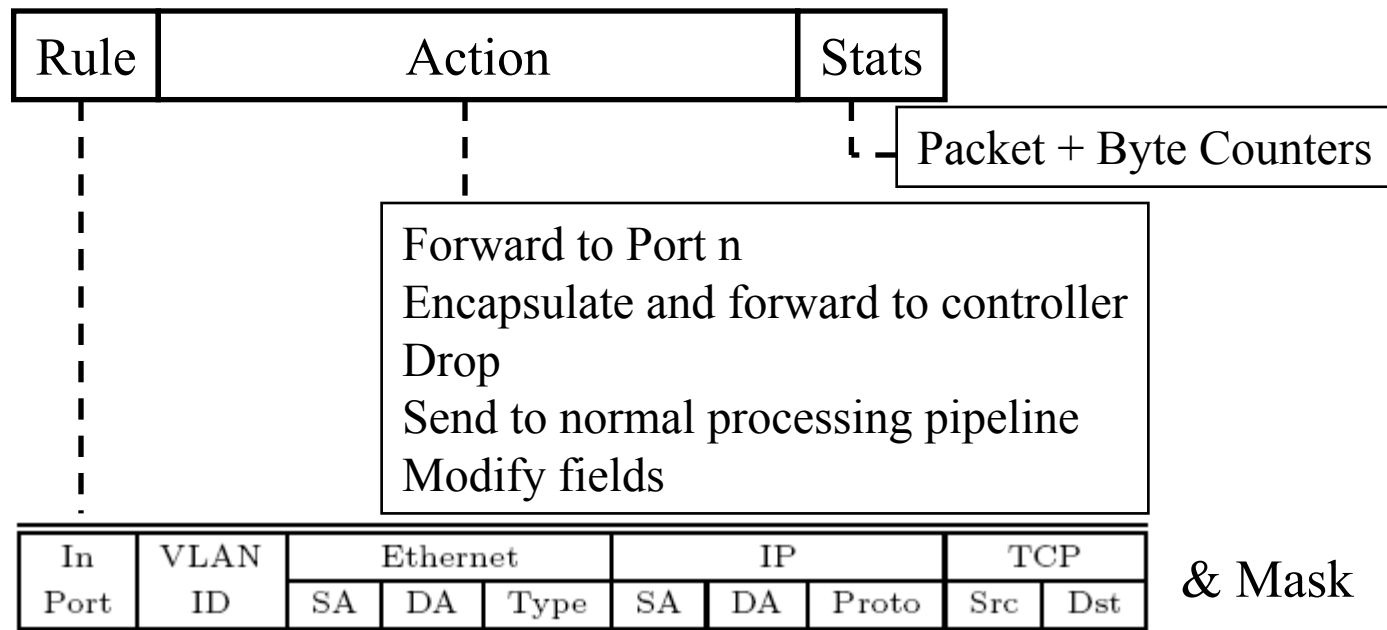 Rule Action Stats
Packet + Byte Counters
Forward to Port n
Encapsulate and forward to controller
Drop
Send to normal processing pipeline
Modify fields
In VLAN Ethernet IP TCP
Port ID SA DA Type SA DA Proto Src Dst
& Mask